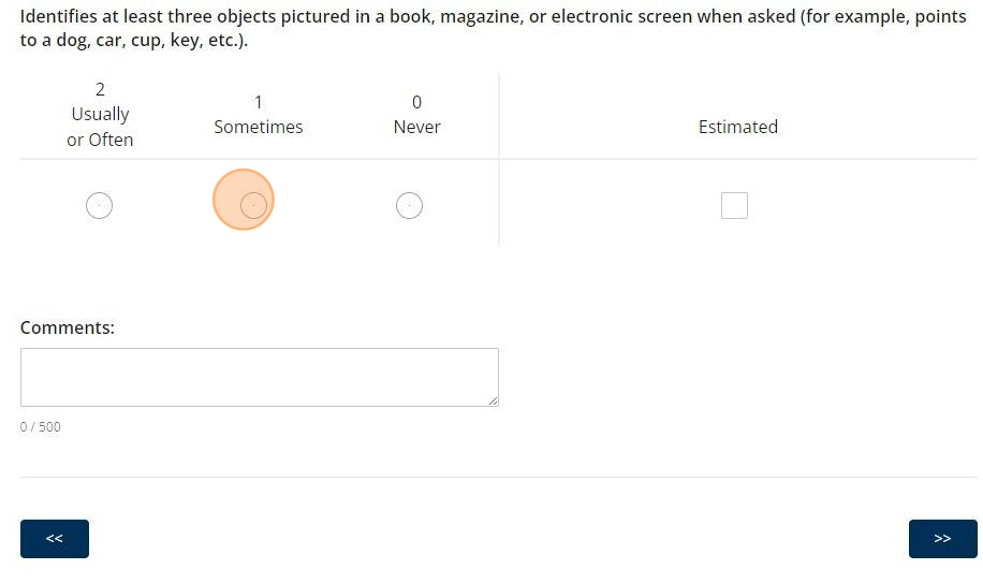 Identifies at least three objects pictured in a book, magazine, or electronic screen when asked (for example, points
to a dog, car, cup, key, etc.).
2
Usually
or Often
1
Sometimes
0
Never
Estimated
Comments:
0 / 500
<<
>>